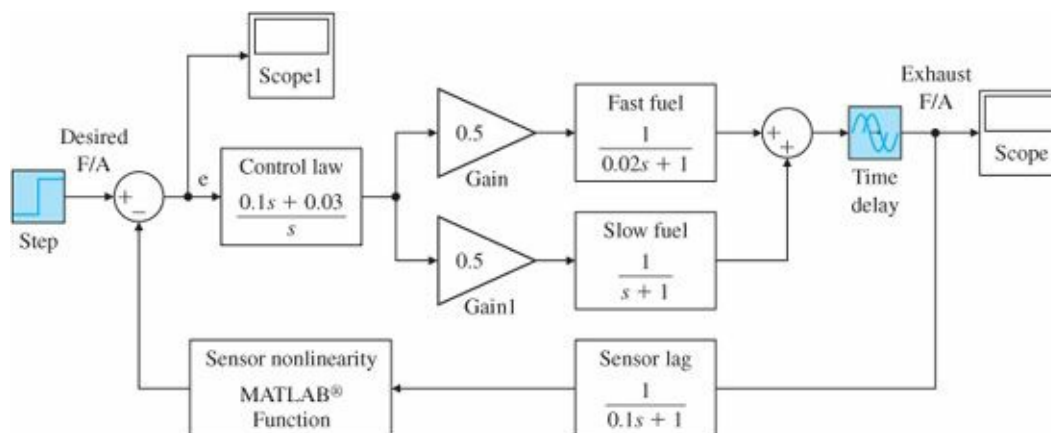 Scope1
Desired
F/A
Step
+
−
e
Control law
0.1s + 0.03
s
0.5
Gain
0.5
Gain1
Fast fuel
1
0.02s + 1
Slow fuel
1
s + 1
+
+
Time
delay
Exhaust
F/A
Scope
Sensor nonlinearity
MATLAB®
Function
Sensor lag
1
0.1s + 1